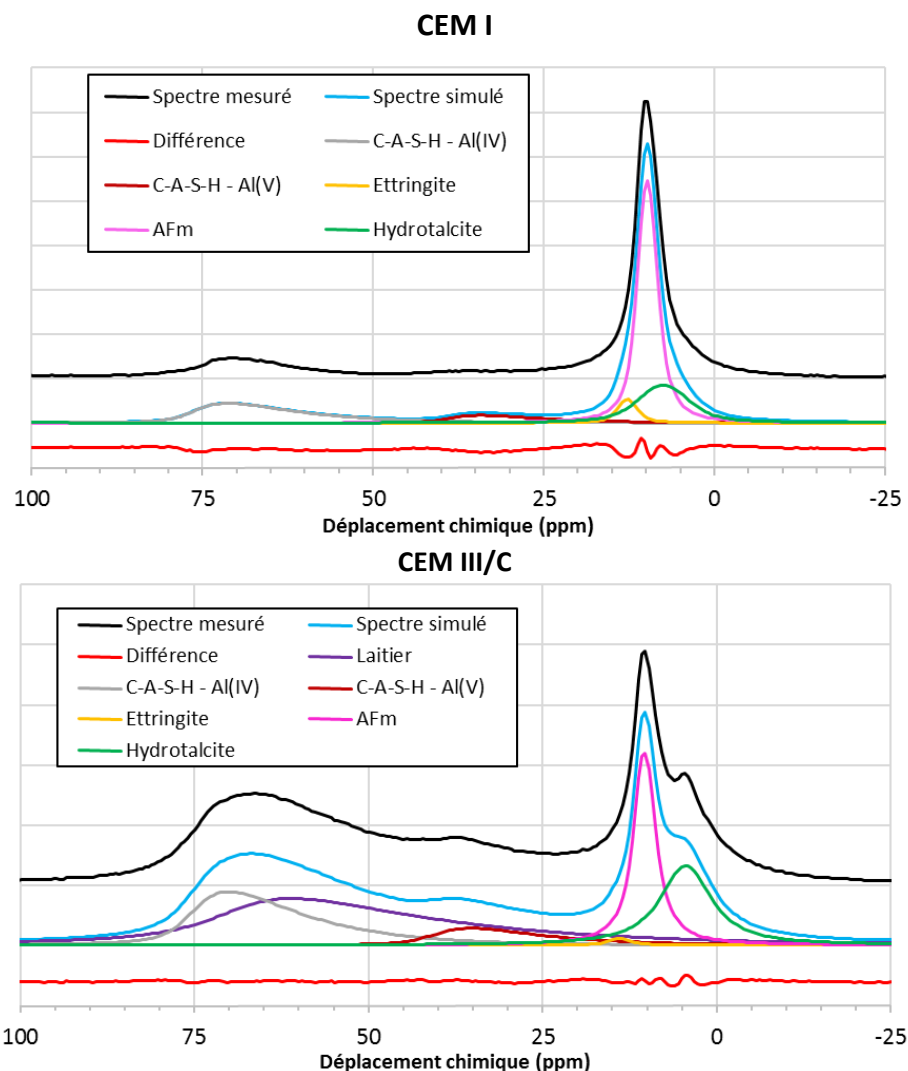 CEM I
Spectre mesuré Spectre simulé
Différence C-A-S-H - Al(IV)
C-A-S-H - Al(V) Ettringite
AFm Hydrotalcite
100 75 50 25 0 -25
Déplacement chimique (ppm)
CEM III/C
Spectre mesuré Spectre simulé
Différence Laitier
C-A-S-H - Al(IV) C-A-S-H - Al(V)
Ettringite AFm
Hydrotalcite
100 75 50 25 0 -25
Déplacement chimique (ppm)